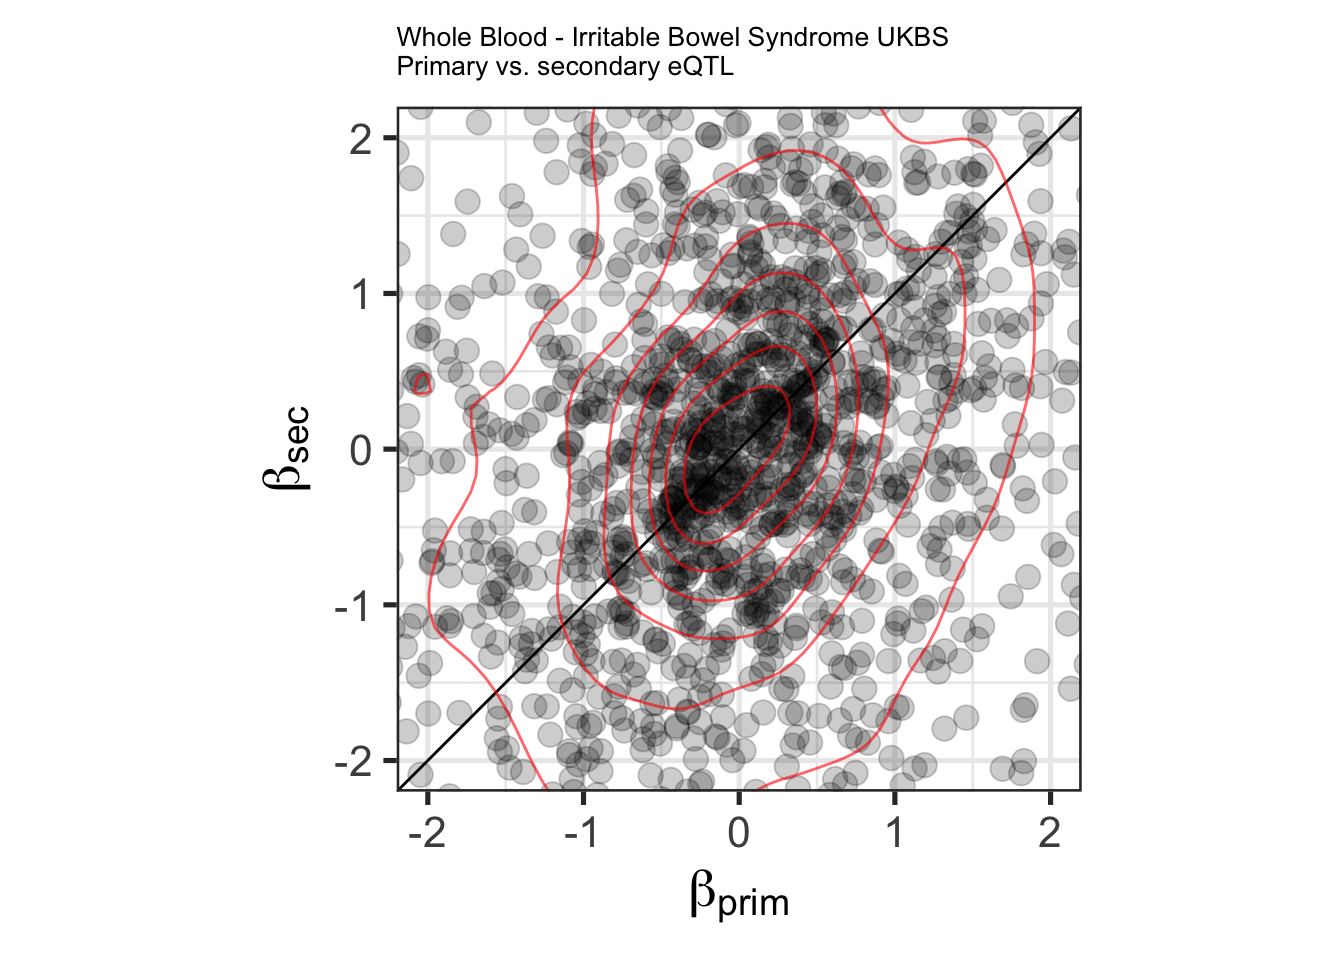 Whole Blood - Irritable Bowel Syndrome UKBS
Primary vs. secondary eQTL
2
1
0
-1
-2
βsec
-2 -1 0 1 2
βprim